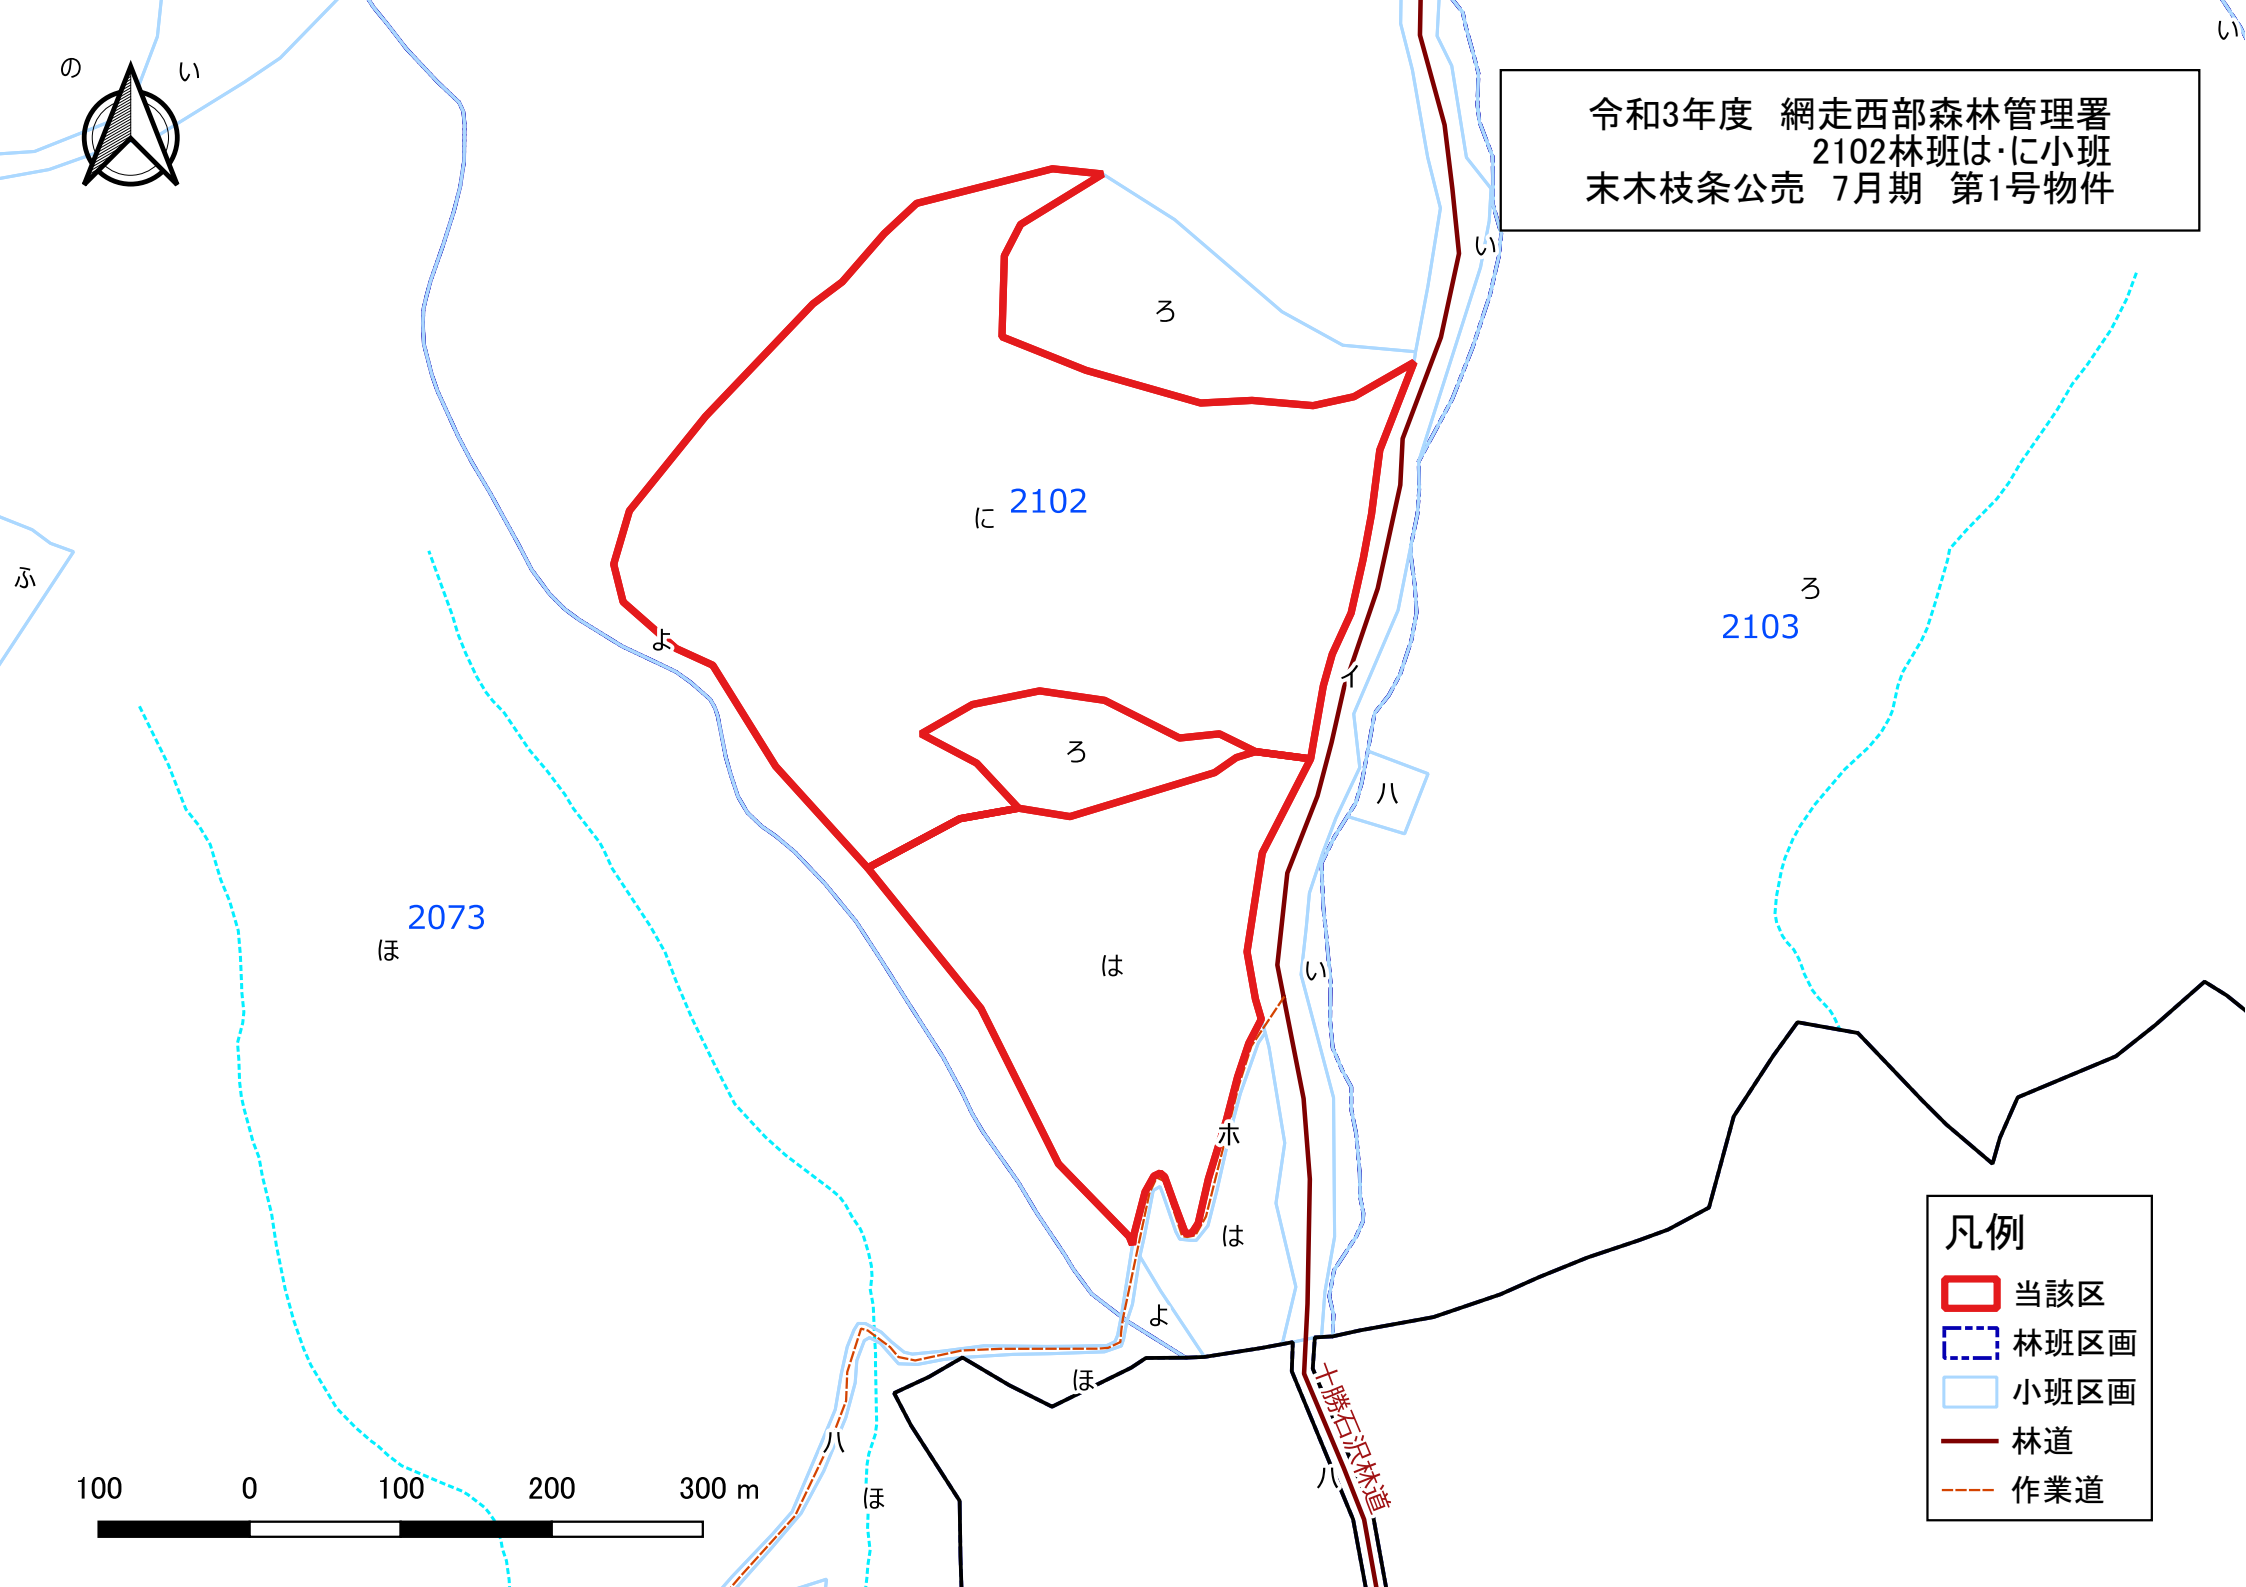 の
い
い
令和3年度　網走西部森林管理署
2102林班は・に小班
末木枝条公売　7月期　第1号物件
い
ろ
に
2102
ふ
ろ
2103
よ
イ
ろ
ハ
2073
ほ
は
い
ホ
は
よ
ほ
ハ
ほ
ハ
十勝石沢林道
凡例
当該区
林班区画
小班区画
林道
作業道
100 0 100 200 300 m